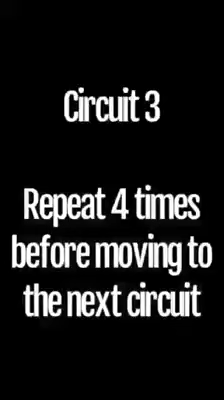 Circuit 3
Repeat 4 times
before moving to
the next circuit